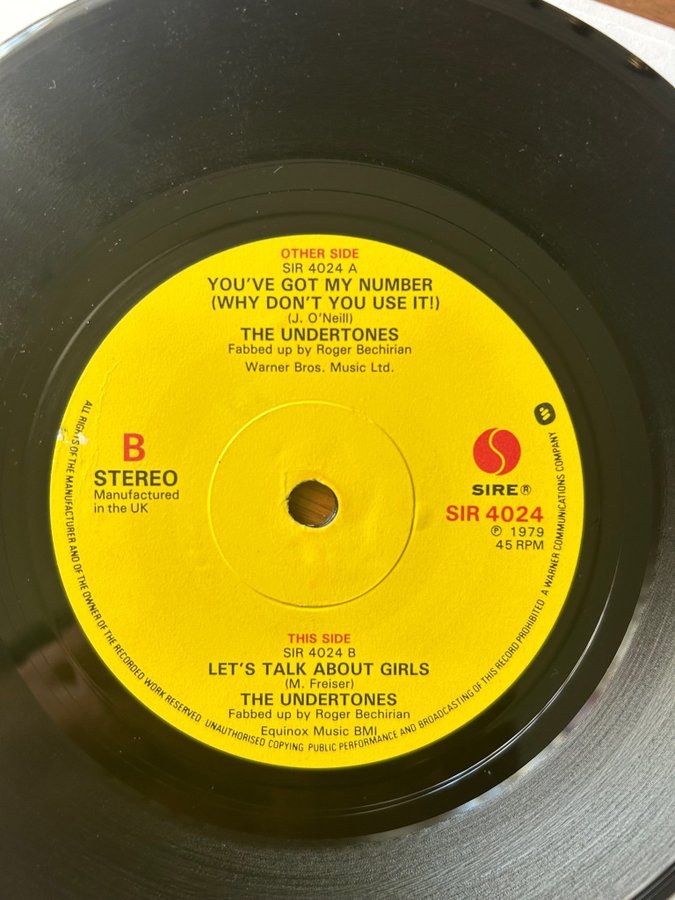 OTHER SIDE
SIR 4024 A
YOU'VE GOT MY NUMBER
(WHY DON'T YOU USE IT!)
(J. O'Neill)
THE UNDERTONES
Fabbed up by Roger Bechirian
Warner Bros. Music Ltd.
B
STEREO
Manufactured
in the UK
SIRE®
SIR 4024
℗ 1979
45 RPM
THIS SIDE
SIR 4024 B
LET'S TALK ABOUT GIRLS
(M. Freiser)
THE UNDERTONES
Fabbed up by Roger Bechirian
Equinox Music BMI
ALL RIGHTS OF THE MANUFACTURER AND OF THE OWNER OF THE RECORDED WORK RESERVED UNAUTHORISED COPYING PUBLIC PERFORMANCE AND BROADCASTING OF THIS RECORD PROHIBITED A WARNER COMMUNICATIONS COMPANY